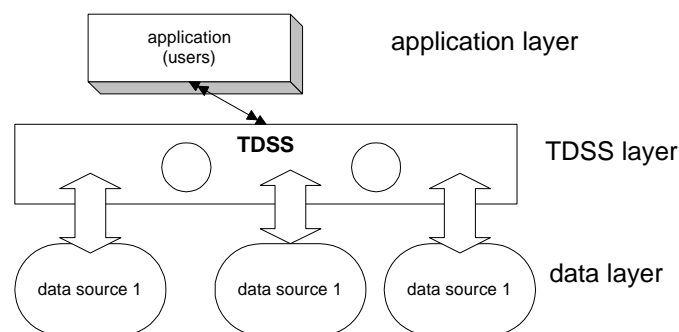 application
(users)
application layer
TDSS
TDSS layer
data source 1
data source 1
data source 1
data layer